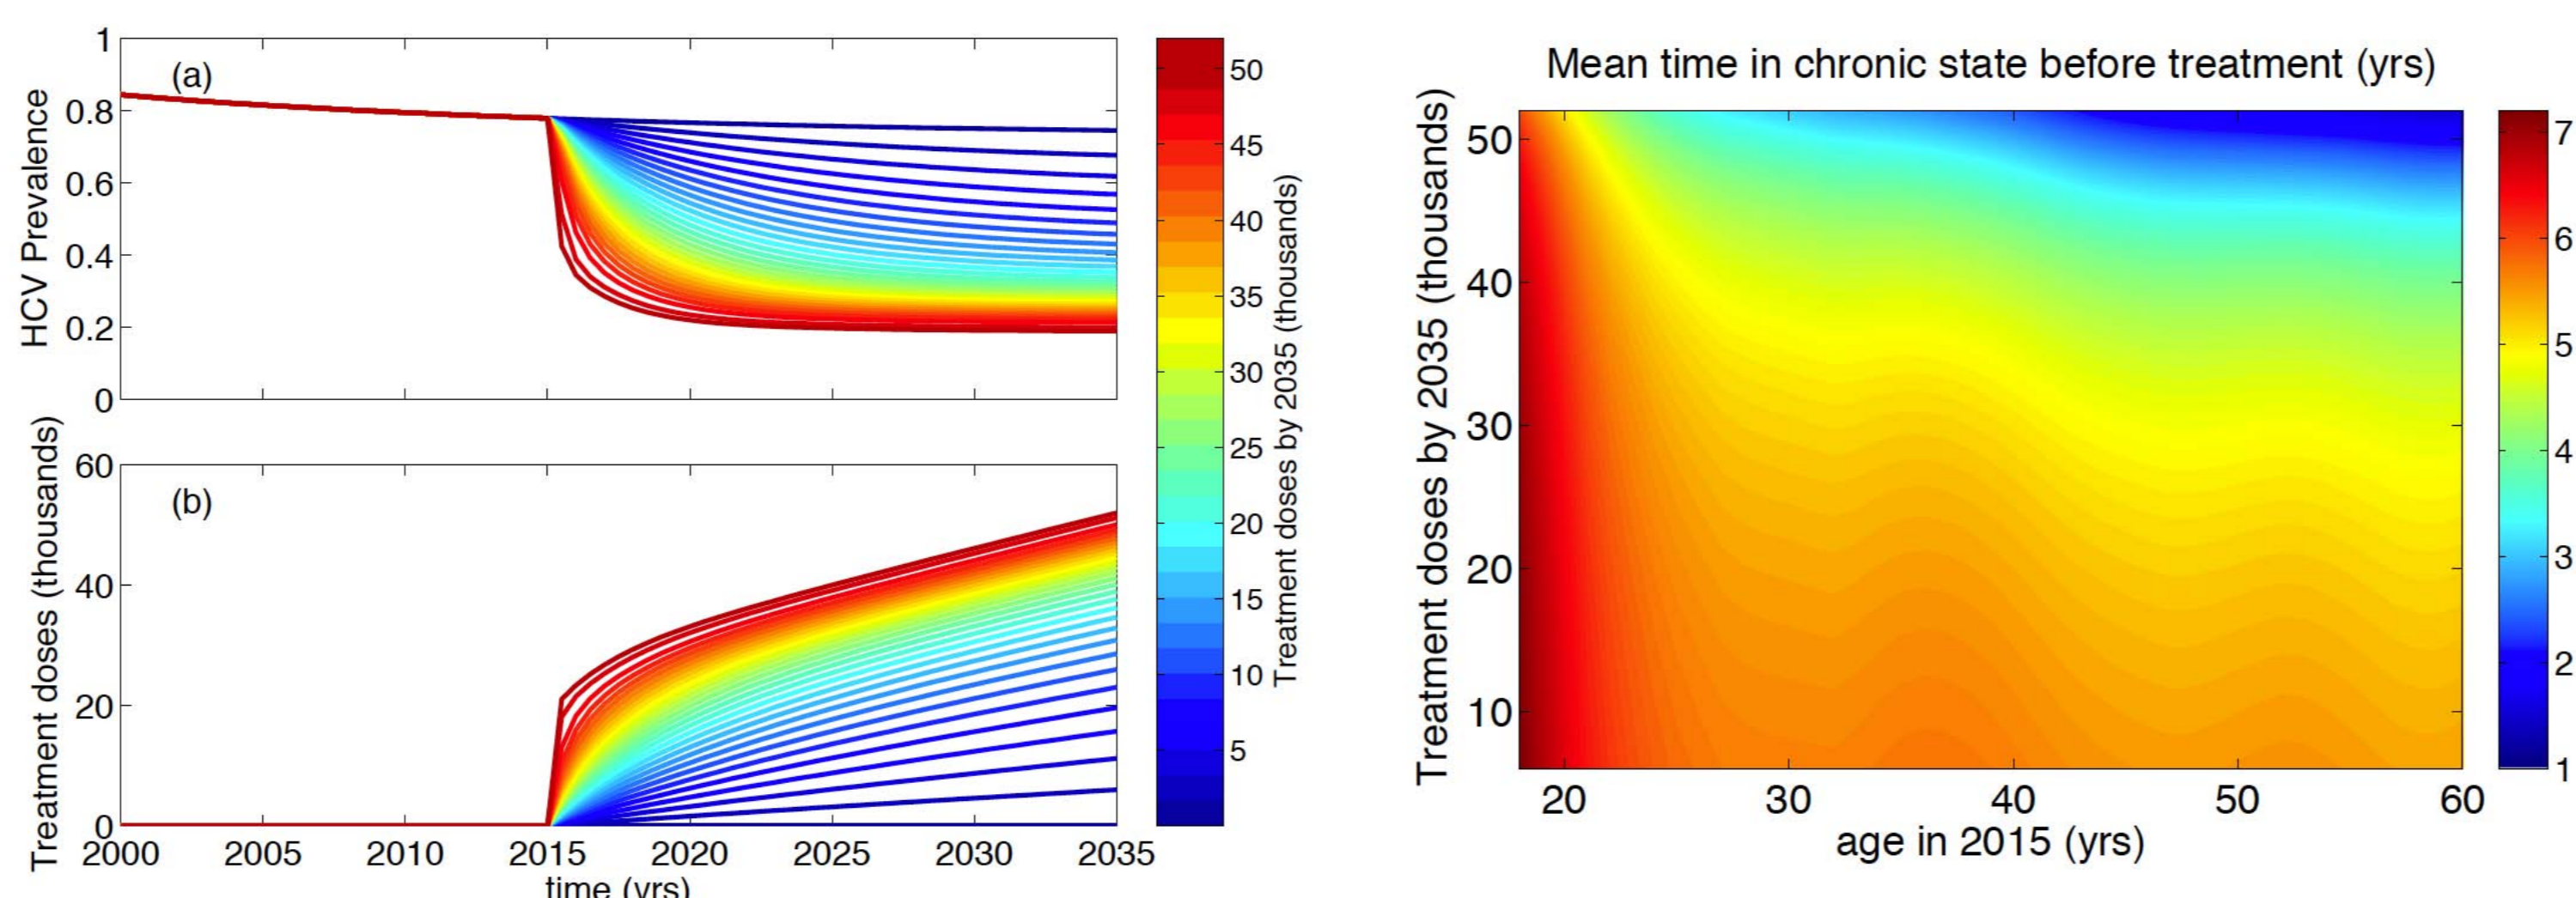 (a)
HCV Prevalence
1
0.8
0.6
0.4
0.2
0
(b)
Treatment doses (thousands)
60
40
20
0
2000 2005 2010 2015 2020 2025 2030 2035
time (yrs)
50
45
40
35
30
25
20
15
10
5
Treatment doses by 2035 (thousands)
Mean time in chronic state before treatment (yrs)
Treatment doses by 2035 (thousands)
50
40
30
20
10
20 30 40 50 60
age in 2015 (yrs)
7
6
5
4
3
2
1